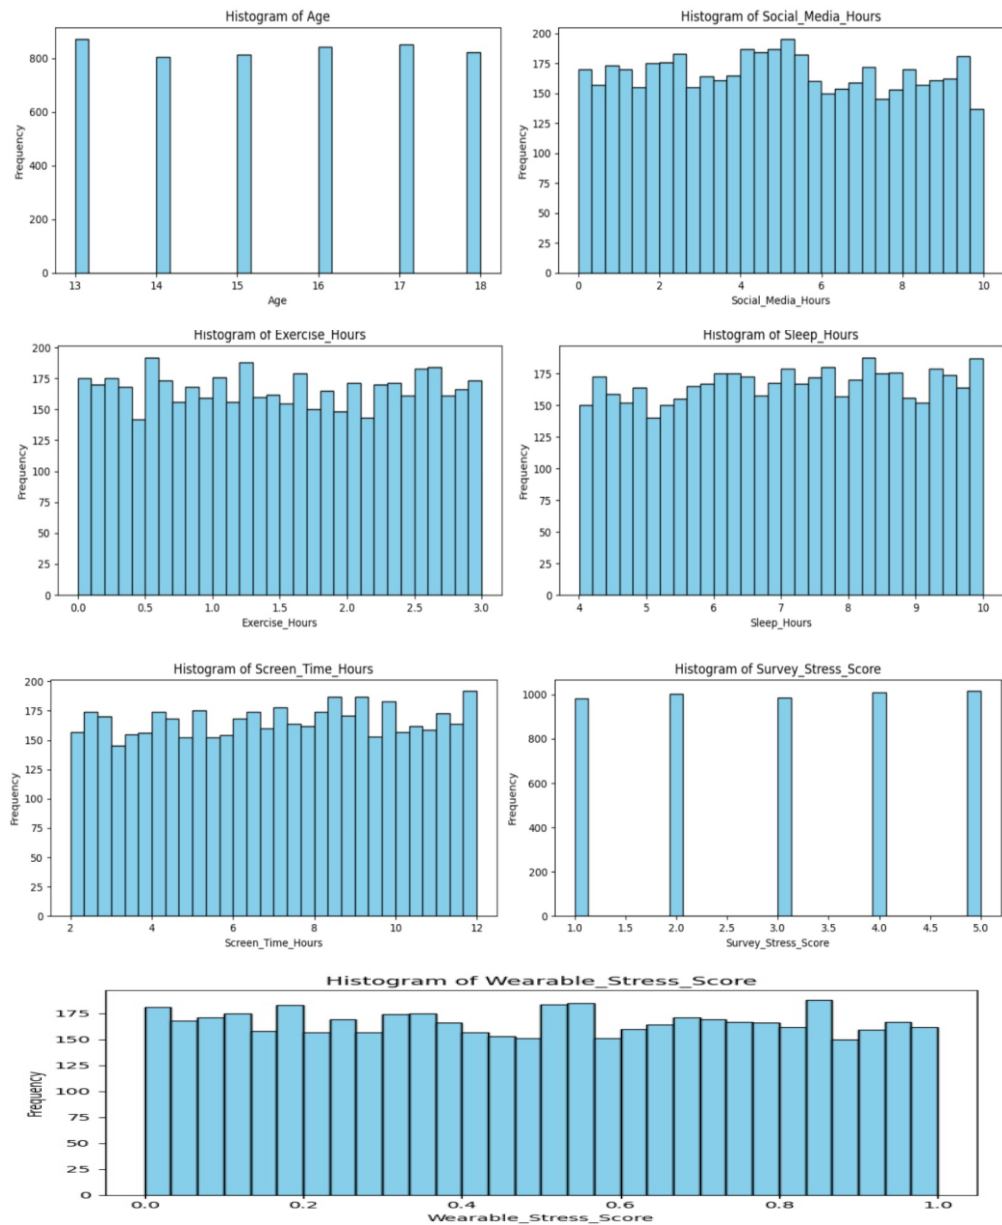 Histogram of Age
Frequency
800
600
400
200
0
13 14 15 16 17 18
Age
Histogram of Social_Media_Hours
Frequency
200
175
150
125
100
75
50
25
0
0 2 4 6 8 10
Social_Media_Hours
Histogram of Exercise_Hours
Frequency
200
175
150
125
100
75
50
25
0
0.0 0.5 1.0 1.5 2.0 2.5 3.0
Exercise_Hours
Histogram of Sleep_Hours
Frequency
175
150
125
100
75
50
25
0
4 5 6 7 8 9 10
Sleep_Hours
Histogram of Screen_Time_Hours
Frequency
200
175
150
125
100
75
50
25
0
2 4 6 8 10 12
Screen_Time_Hours
Histogram of Survey_Stress_Score
Frequency
1000
800
600
400
200
0
1.0 1.5 2.0 2.5 3.0 3.5 4.0 4.5 5.0
Survey_Stress_Score
Histogram of Wearable_Stress_Score
Frequency
175
150
125
100
75
50
25
0
0.0 0.2 0.4 0.6 0.8 1.0
Wearable_Stress_Score